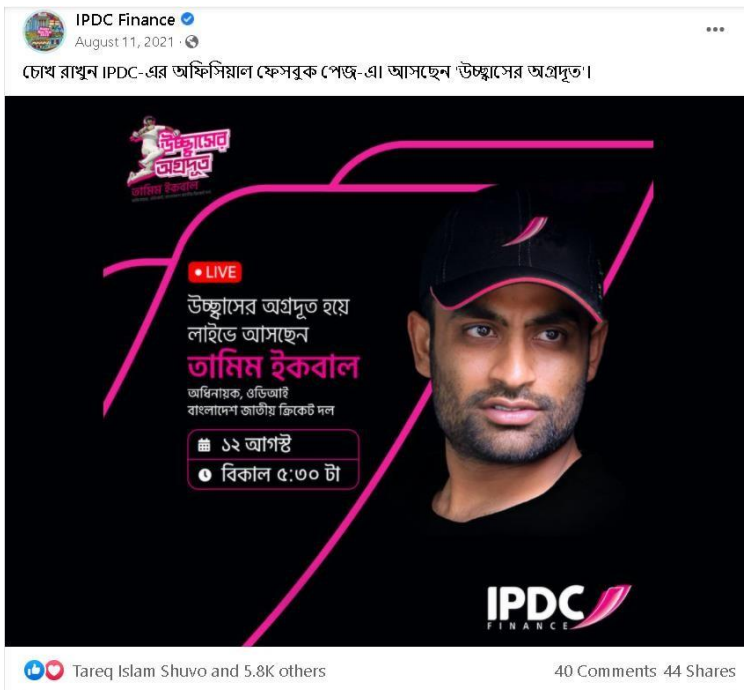 IPDC Finance
August 11, 2021
চোখ রাখুন IPDC-এর অফিসিয়াল ফেসবুক পেজ-এ। আসছেন 'উচ্ছ্বাসের অগ্রদূত'।
উচ্ছ্বাসের
অগ্রদূত
তামিম ইকবাল
• LIVE
উচ্ছ্বাসের অগ্রদূত হয়ে
লাইভে আসছেন
তামিম ইকবাল
অধিনায়ক, ওডিআই
বাংলাদেশ জাতীয় ক্রিকেট দল
১২ আগস্ট
বিকাল ৫:৩০ টা
IPDC
FINANCE
Tareq Islam Shuvo and 5.8K others
40 Comments 44 Shares